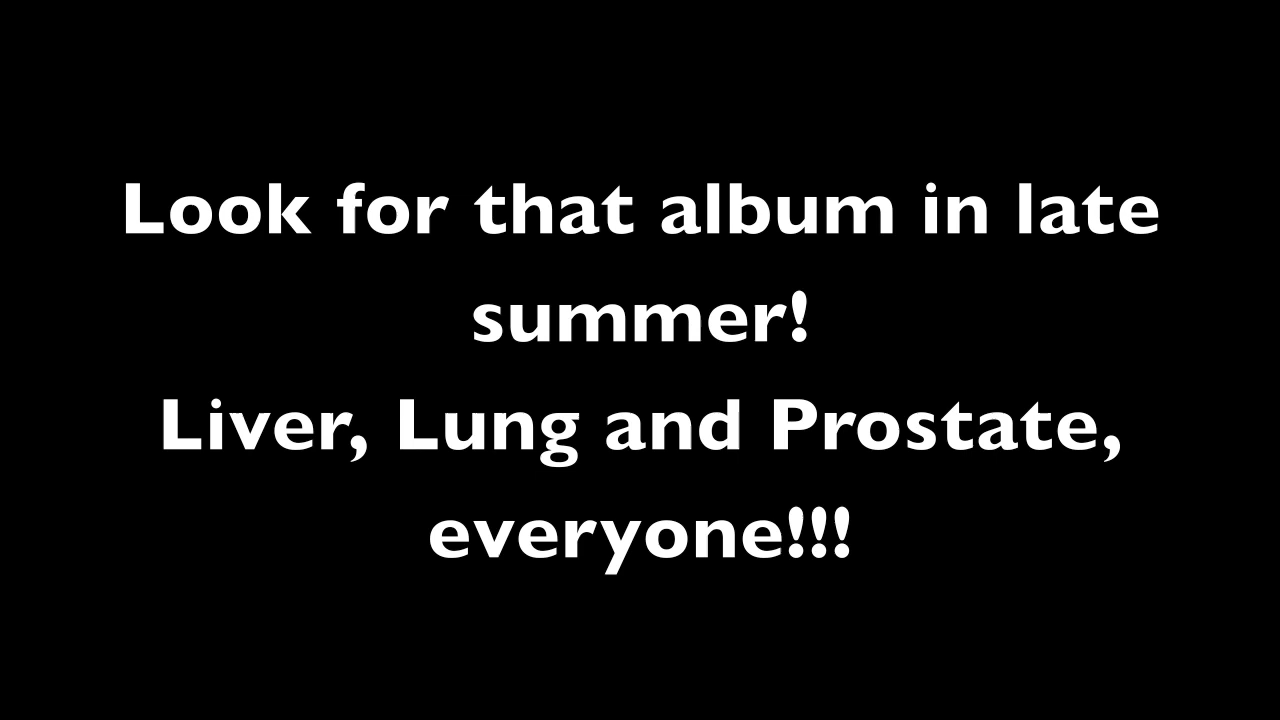 Look for that album in late
summer!
Liver, Lung and Prostate,
everyone!!!